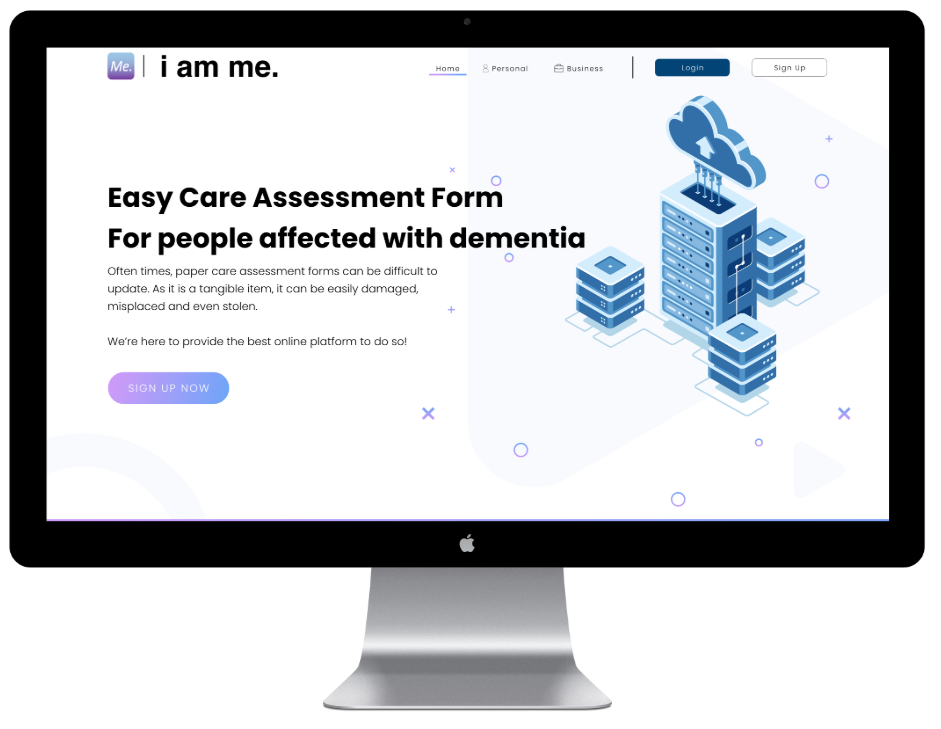 Me. i am me.
Home Personal Business Login Sign Up
Easy Care Assessment Form
For people affected with dementia
Often times, paper care assessment forms can be difficult to
update. As it is a tangible item, it can be easily damaged,
misplaced and even stolen.
We're here to provide the best online platform to do so!
SIGN UP NOW